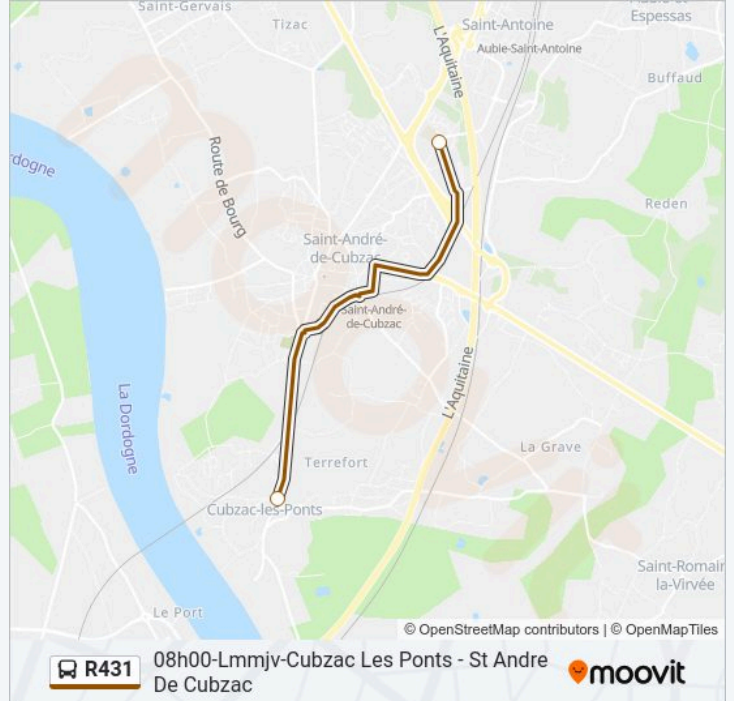 Saint-Gervais
Tizac
Saint-Antoine
Aubie-Saint-Antoine
Espessas
L'Aquitaine
Buffaud
rdogne
Route de Bourg
Reden
Saint-André-
de-Cubzac
Saint-André-
de-Cubzac
L'Aquitaine
La Dordogne
La Grave
Terrefort
Cubzac-les-Ponts
Saint-Romain
la-Virvée
Le Port
© OpenStreetMap contributors | © OpenMapTiles
R431
08h00-Lmmjv-Cubzac Les Ponts - St Andre
De Cubzac
moovit